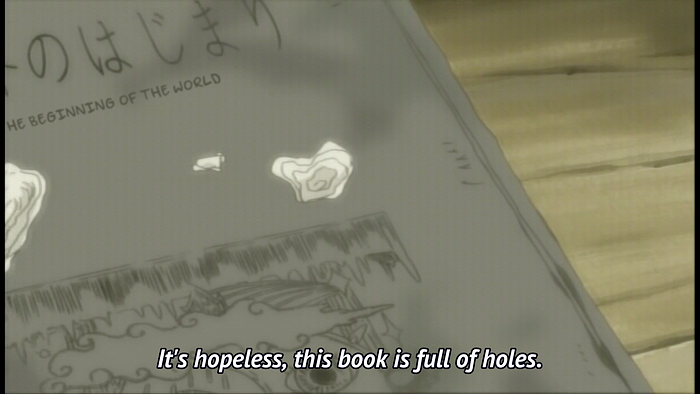 のはじまり
HE BEGINNING OF THE WORLD
It's hopeless, this book is full of holes.